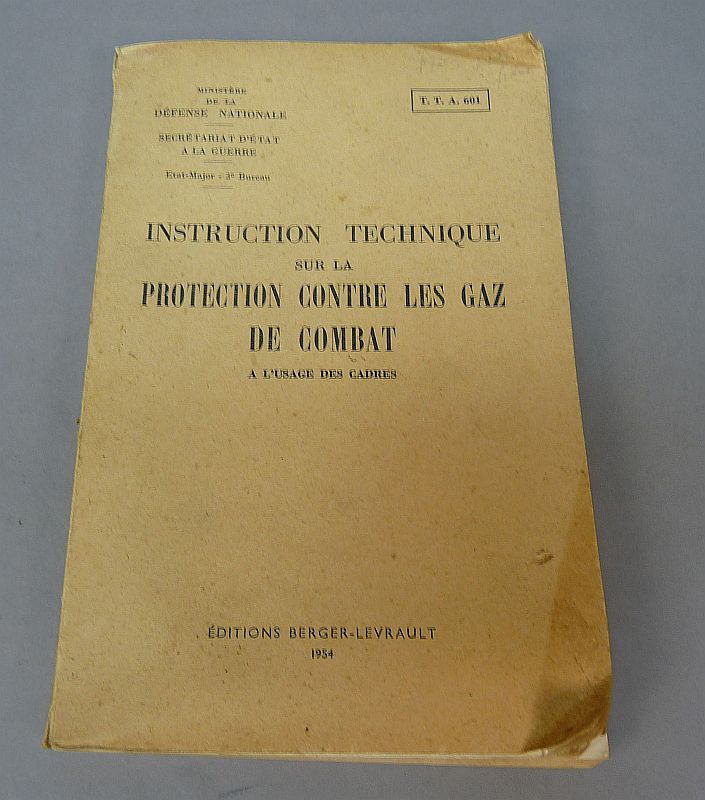 MINISTÈRE
DE LA
DÉFENSE NATIONALE
SECRÉTARIAT D'ÉTAT
A LA GUERRE
Etat-Major - 3e Bureau
T. T. A. 601
INSTRUCTION TECHNIQUE
SUR LA
PROTECTION CONTRE LES GAZ
DE COMBAT
A L'USAGE DES CADRES
ÉDITIONS BERGER-LEVRAULT
1954